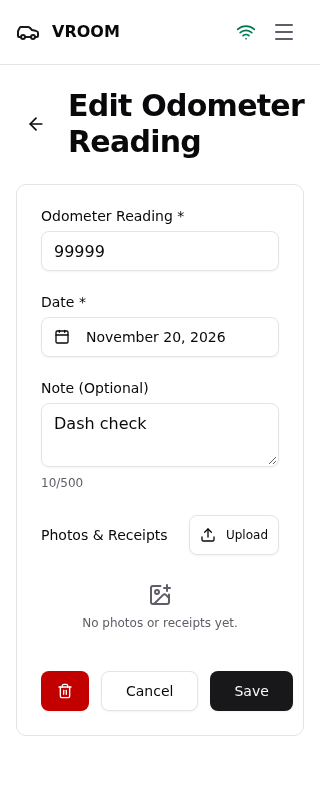 VROOM
Edit Odometer
Reading
Odometer Reading *
99999
Date *
November 20, 2026
Note (Optional)
Dash check
10/500
Photos & Receipts
Upload
No photos or receipts yet.
Cancel
Save